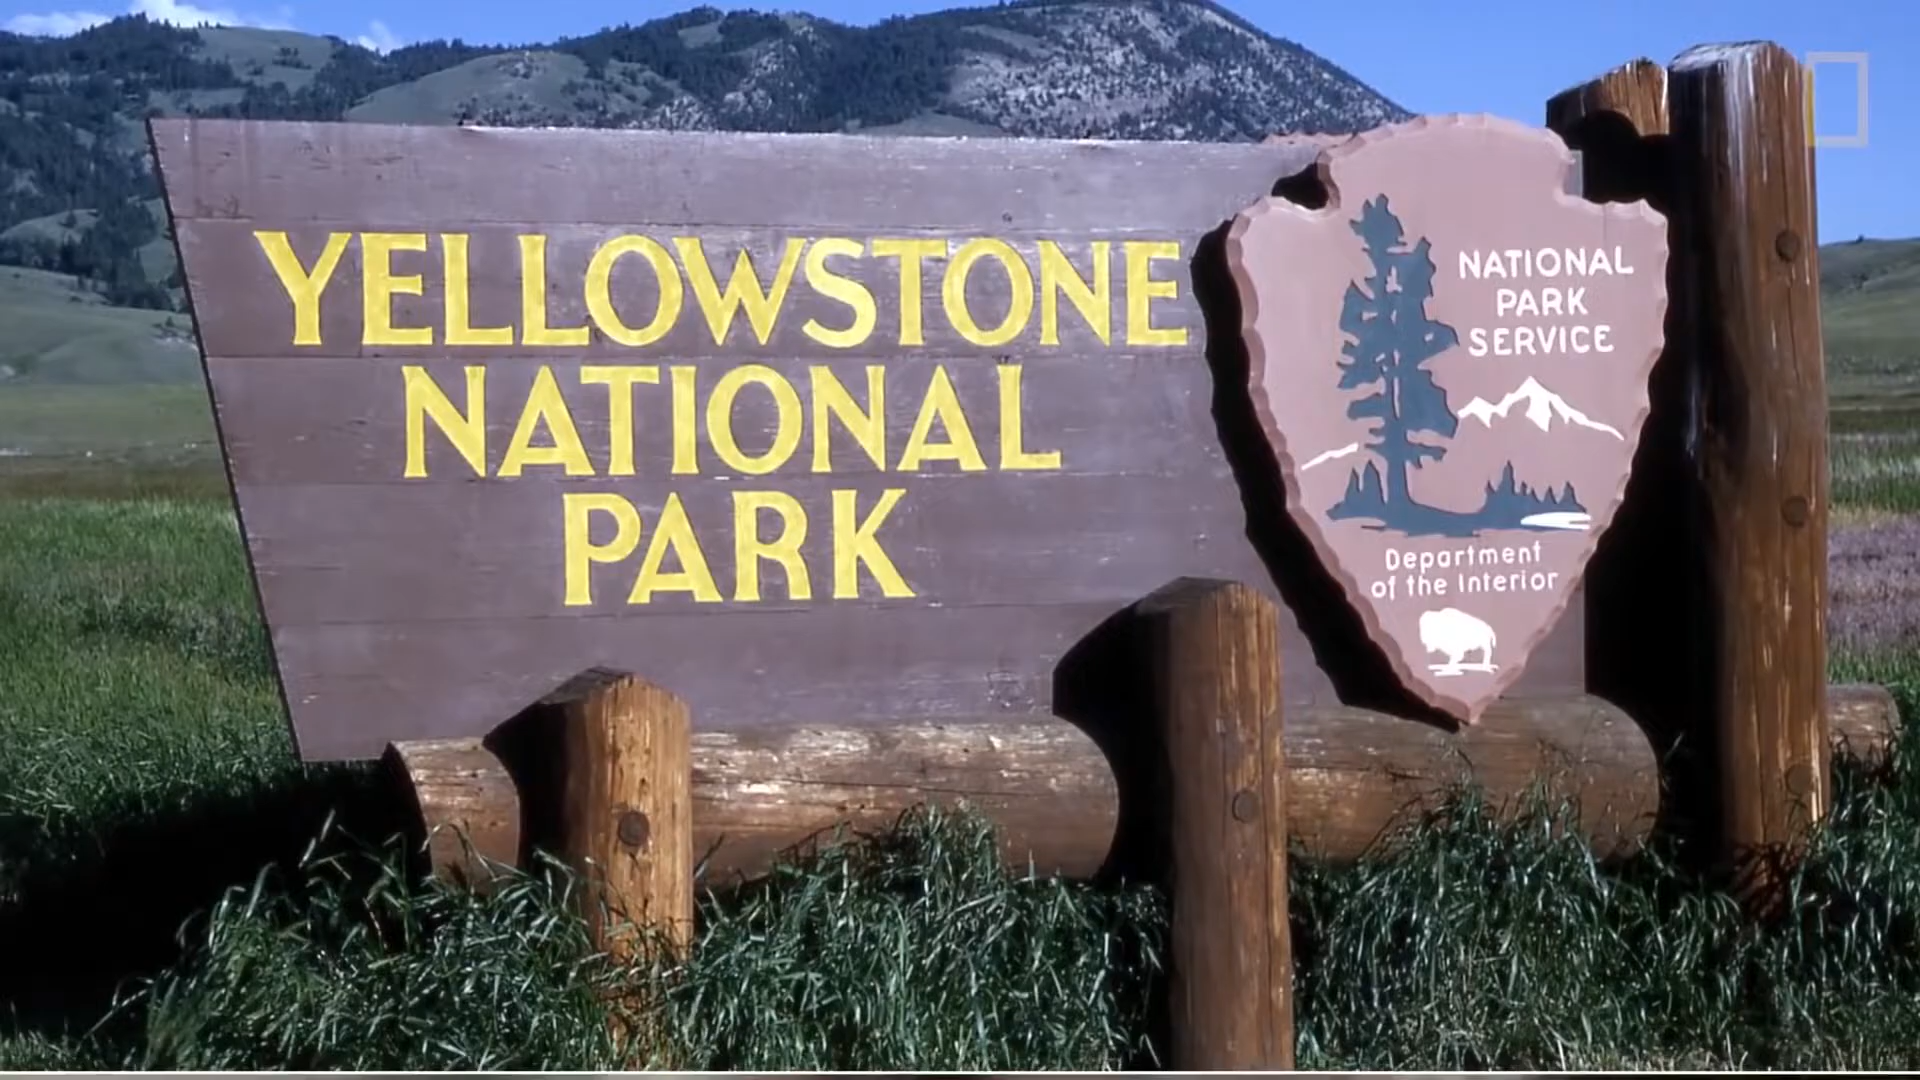 YELLOWSTONE
NATIONAL
PARK
NATIONAL
PARK
SERVICE
Department
of the Interior